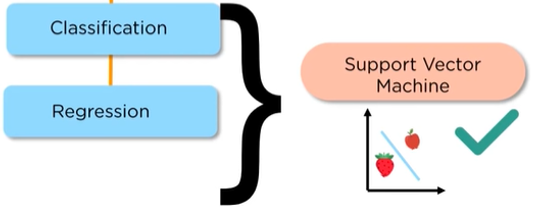 Classification
Regression
Support Vector
Machine